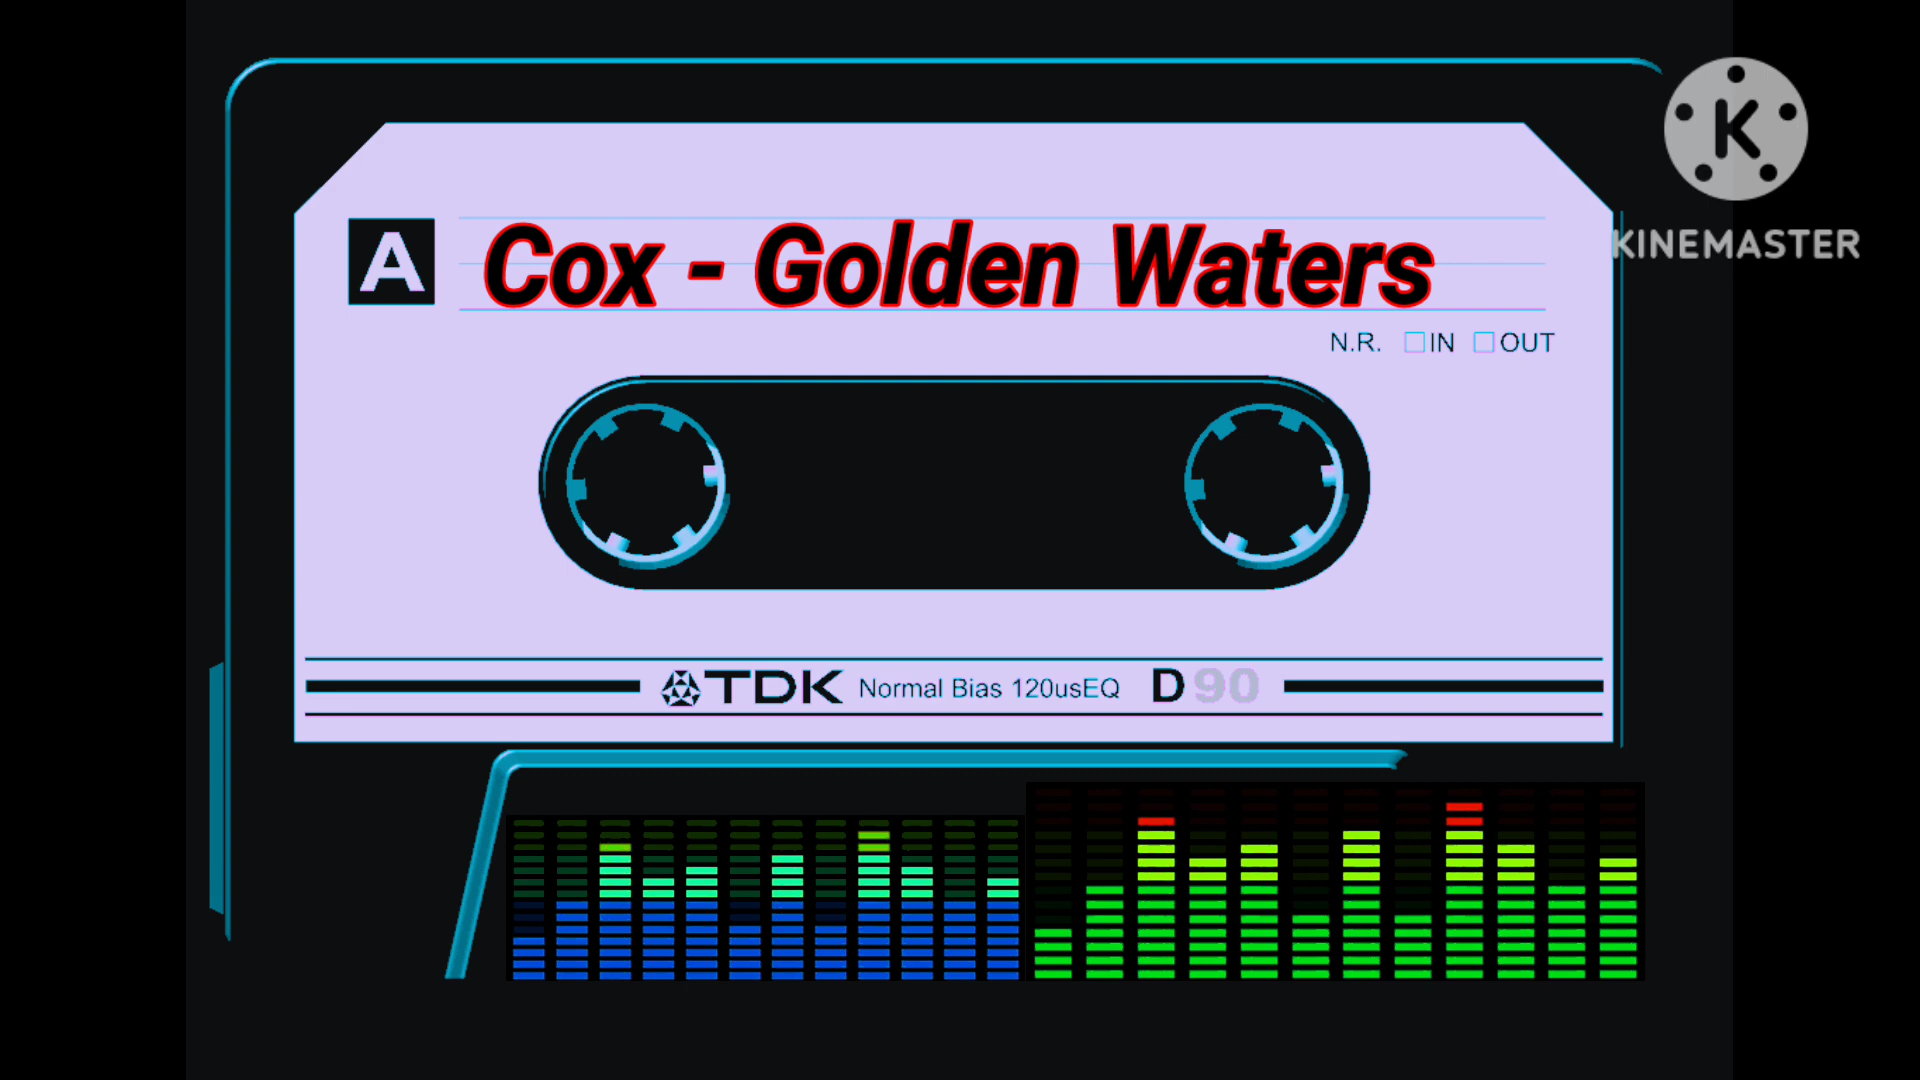 K
KINEMASTER
A Cox - Golden Waters
N.R. IN OUT
TDK Normal Bias 120usEQ D90